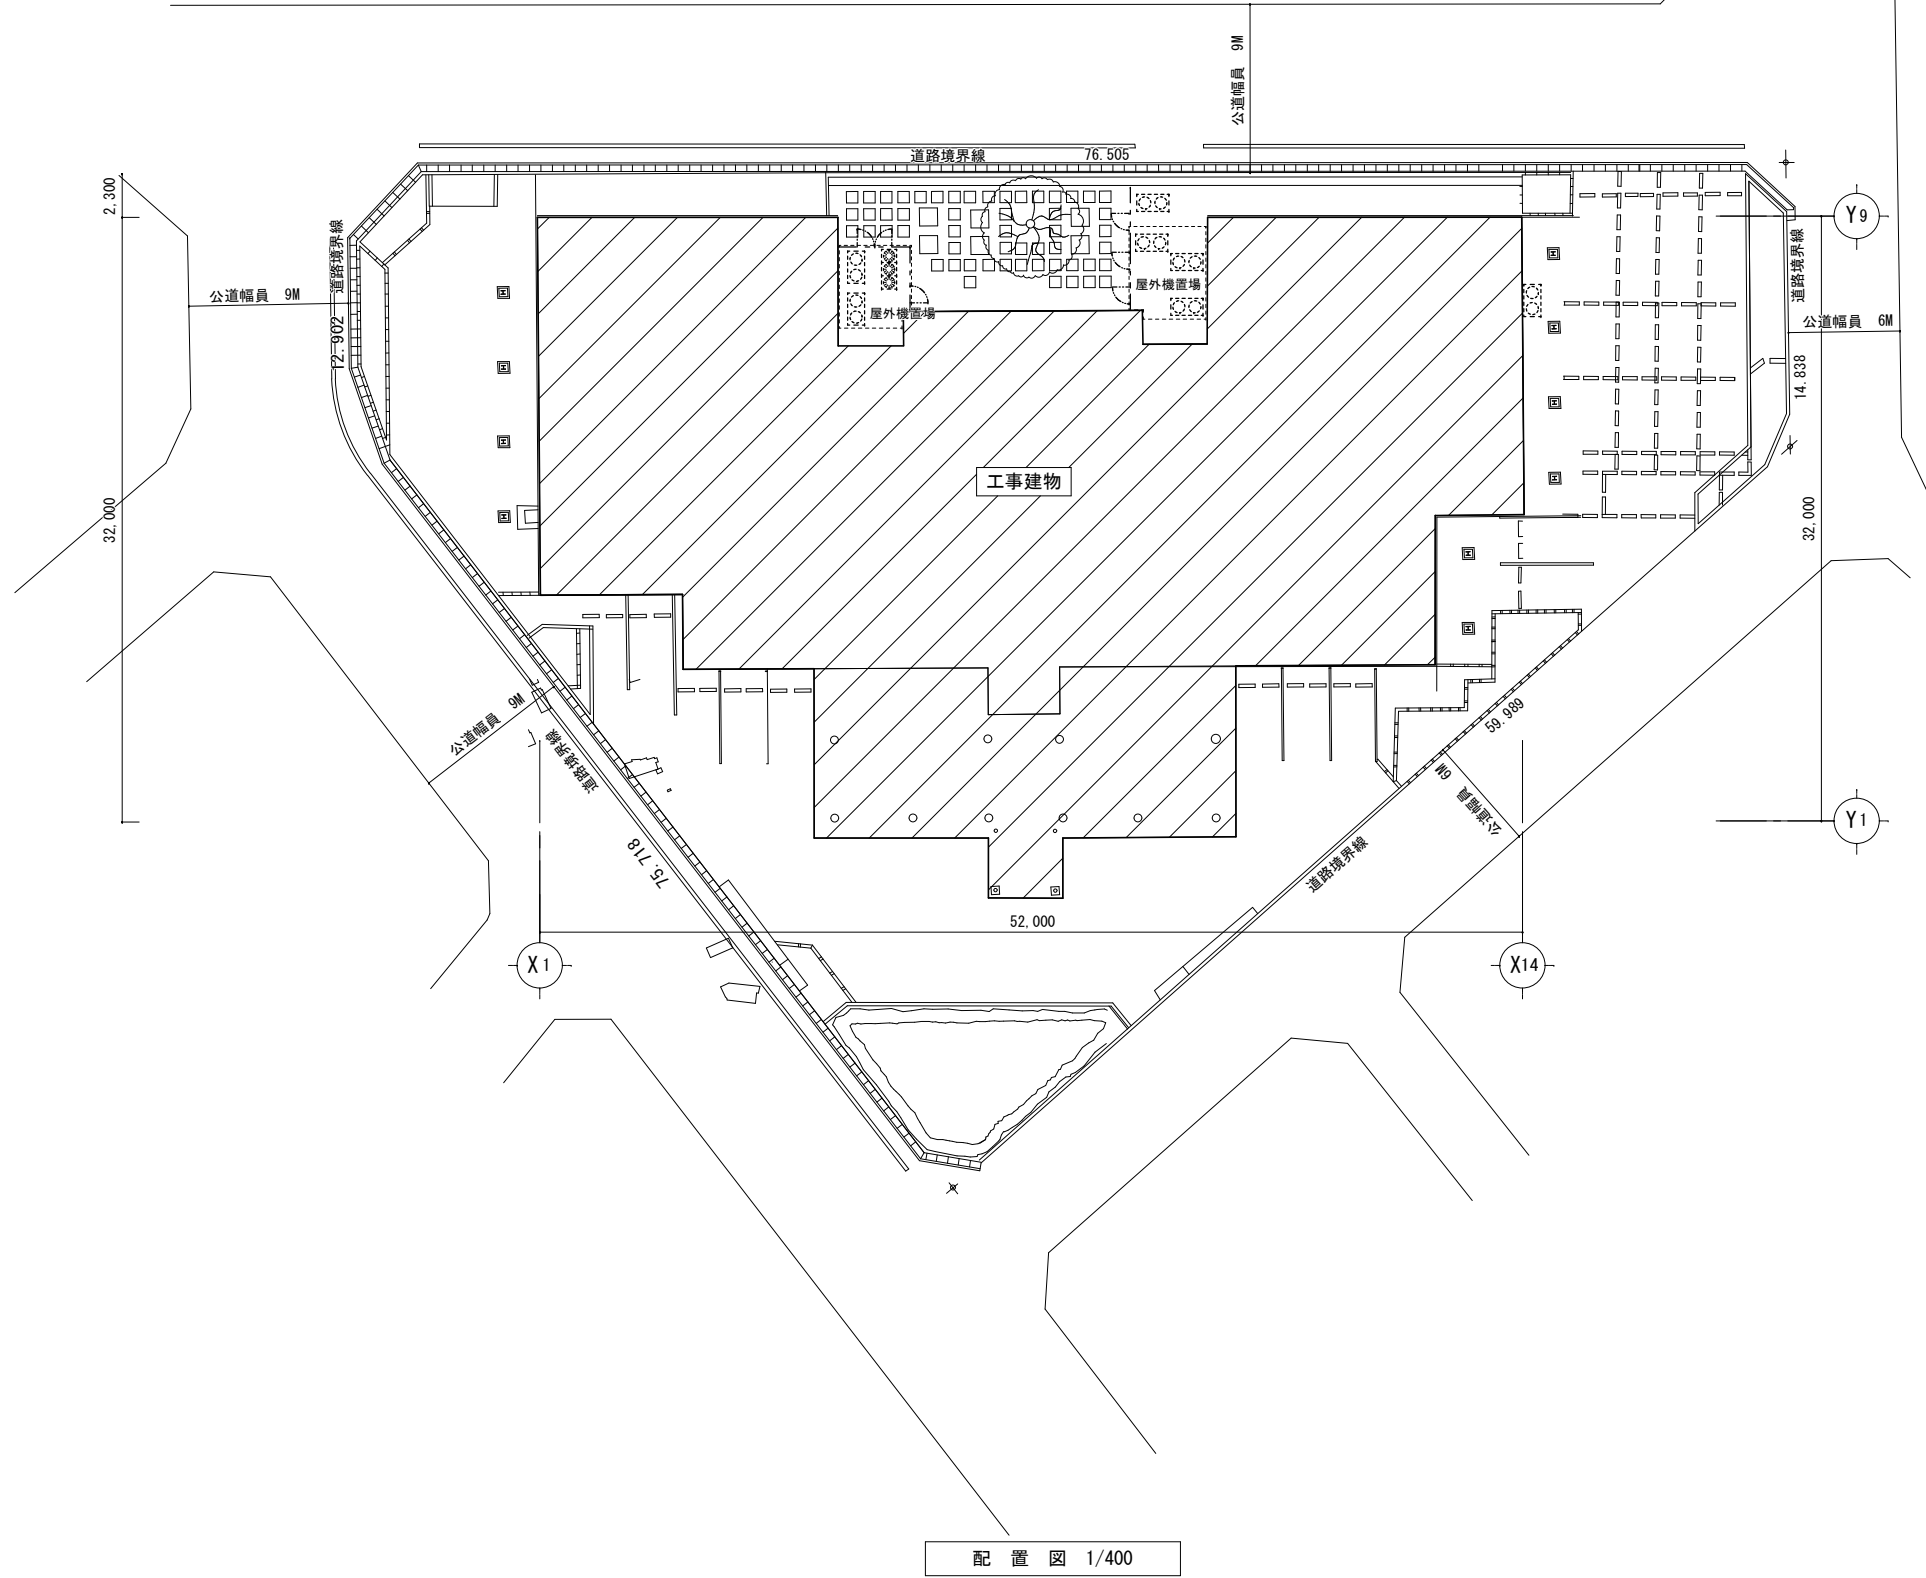 公道幅員 9M
道路境界線 76.505
2,300
道路境界線
12.902
公道幅員 9M
32,000
屋外機置場
屋外機置場
Y9
道路境界線
公道幅員 6M
14.838
32,000
工事建物
公道幅員 9M
道路境界線
75.718
59.989
公道幅員 6M
道路境界線
Y1
52,000
X1
X14
配置図 1/400